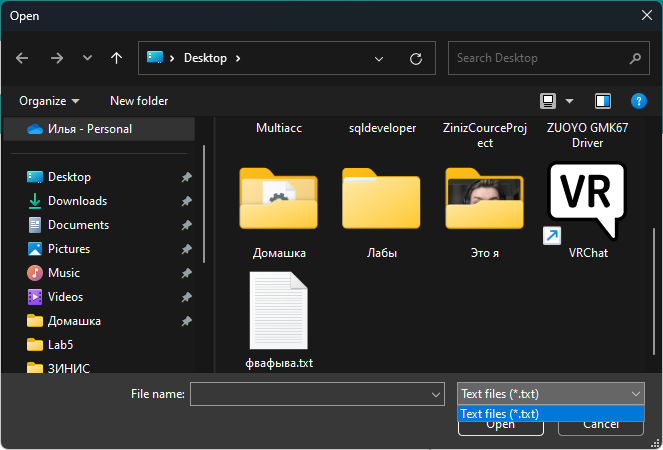 Open
Desktop
Search Desktop
Organize
New folder
Илья - Personal
Desktop
Downloads
Documents
Pictures
Music
Videos
Домашка
Lab5
ЗИНИС
Multiacc
sqldeveloper
ZinizCourceProj
ect
ZUOYO GMK67
Driver
Домашка
Лабы
Это я
VR
VRChat
фвафыва.txt
File name:
Text files (*.txt)
Text files (*.txt)
Open
Cancel